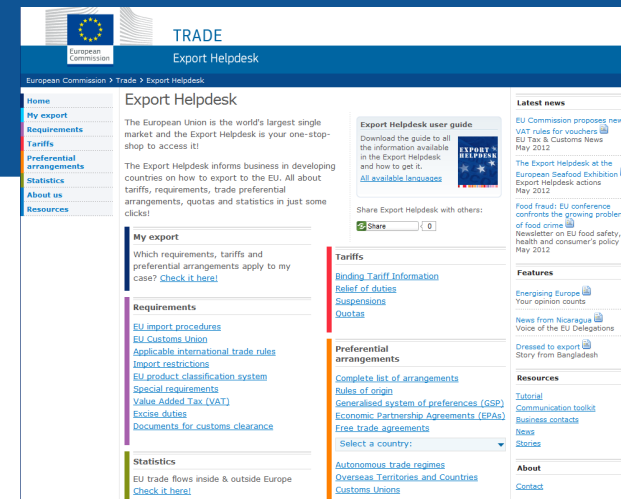 European
Commission
TRADE
Export Helpdesk
European Commission > Trade > Export Helpdesk
Home
My export
Requirements
Tariffs
Preferential
arrangements
Statistics
About us
Resources
Export Helpdesk
The European Union is the world's largest single
market and the Export Helpdesk is your one-stop-
shop to access it!
The Export Helpdesk informs business in developing
countries on how to export to the EU. All about
tariffs, requirements, trade preferential
arrangements, quotas and statistics in just some
clicks!
Export Helpdesk user guide
Download the guide to all
the information available
in the Export Helpdesk
and how to get it.
All available languages
EXPORT
HELPDESK
Share Export Helpdesk with others:
Share 0
My export
Which requirements, tariffs and
preferential arrangements apply to my
case? Check it here!
Requirements
EU import procedures
EU Customs Union
Applicable international trade rules
Import restrictions
EU product classification system
Special requirements
Value Added Tax (VAT)
Excise duties
Documents for customs clearance
Statistics
EU trade flows inside & outside Europe
Check it here!
Tariffs
Binding Tariff Information
Relief of duties
Suspensions
Quotas
Preferential
arrangements
Complete list of arrangements
Rules of origin
Generalised system of preferences (GSP)
Economic Partnership Agreements (EPAs)
Free trade agreements
Select a country:
Autonomous trade regimes
Overseas Territories and Countries
Customs Unions
Latest news
EU Commission proposes new
VAT rules for vouchers
EU Tax & Customs News
May 2012
The Export Helpdesk at the
European Seafood Exhibition
Export Helpdesk actions
May 2012
Food fraud: EU conference
confronts the growing problem
of food crime
Newsletter on EU food safety,
health and consumer's policy
May 2012
Features
Energising Europe
Your opinion counts
News from Nicaragua
Voice of the EU Delegations
Dressed to export
Story from Bangladesh
Resources
Tutorial
Communication toolkit
Business contacts
News
Stories
About
Contact